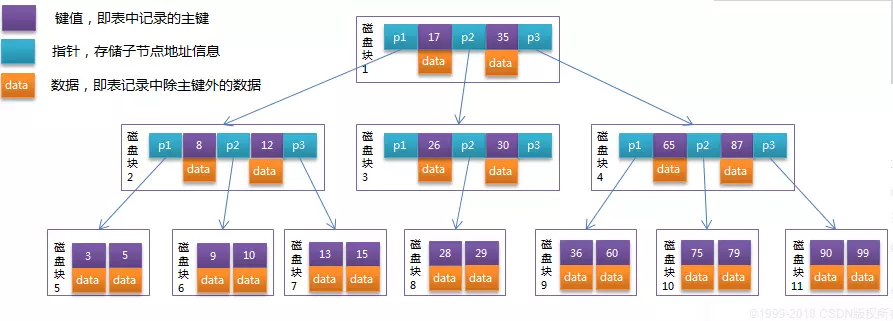 键值，即表中记录的主键
指针，存储子节点地址信息
data 数据，即表记录中除主键外的数据
磁盘块1 p1 17 p2 35 p3
data data
磁盘块2 p1 8 p2 12 p3
data data
磁盘块3 p1 26 p2 30 p3
data data
磁盘块4 p1 65 p2 87 p3
data data
磁盘块5 3 5
data data
磁盘块6 9 10
data data
磁盘块7 13 15
data data
磁盘块8 28 29
data data
磁盘块9 36 60
data data
磁盘块10 75 79
data data
磁盘块11 90 99
data data
©1999-2018 CSDN版权所有